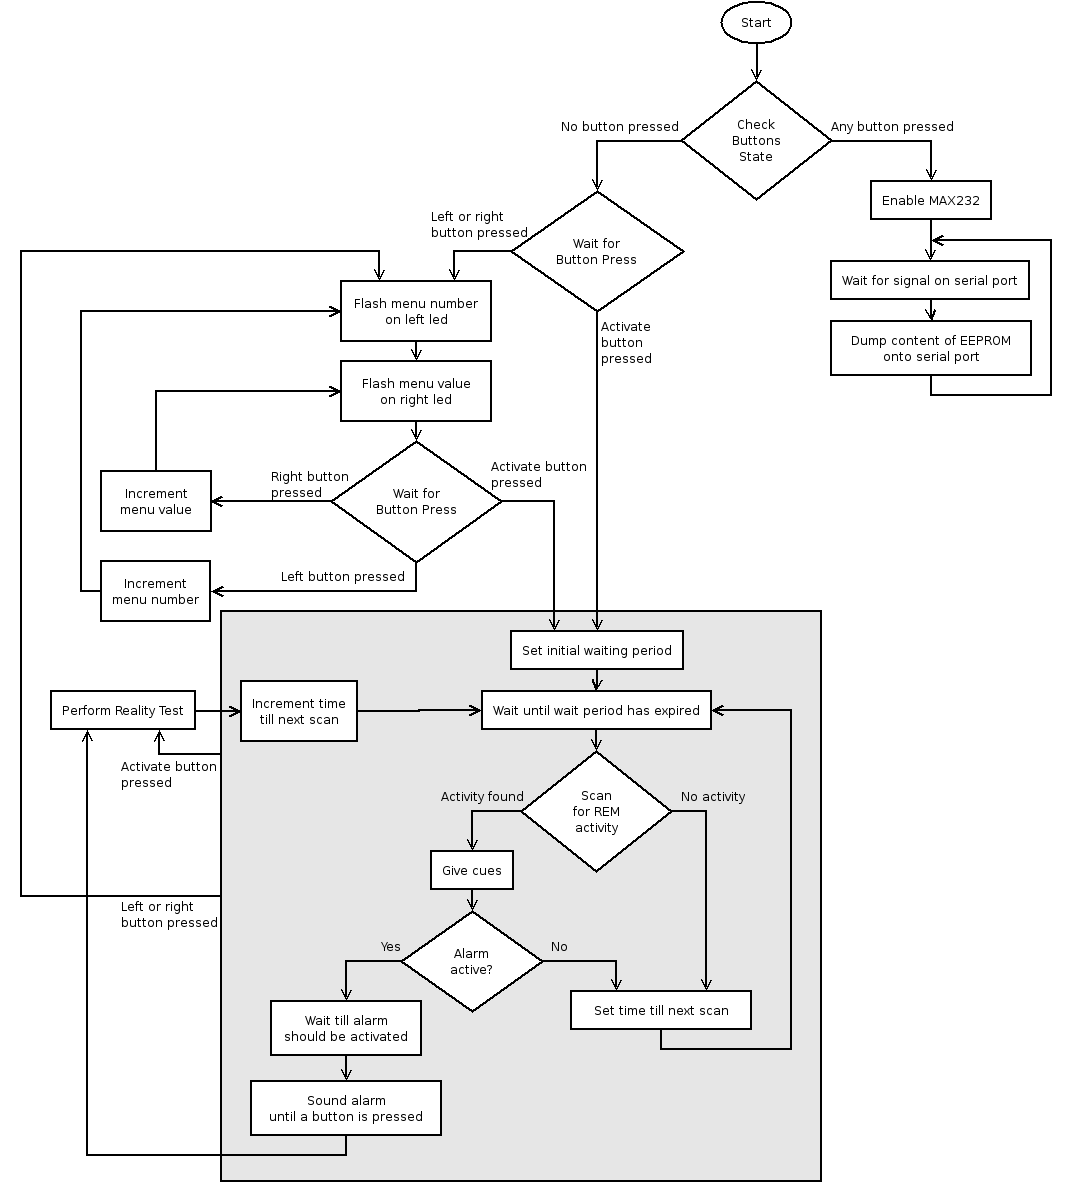 Start
Check
Buttons
State
No button pressed
Any button pressed
Enable MAX232
Wait for signal on serial port
Dump content of EEPROM
onto serial port
Wait for
Button Press
Left or right
button pressed
Activate
button
pressed
Flash menu number
on left led
Flash menu value
on right led
Wait for
Button Press
Right button
pressed
Activate button
pressed
Increment
menu value
Left button pressed
Increment
menu number
Set initial waiting period
Perform Reality Test
Increment time
till next scan
Wait until wait period has expired
Activate button
pressed
Scan
for REM
activity
Activity found
No activity
Give cues
Left or right
button pressed
Alarm
active?
Yes
No
Wait till alarm
should be activated
Set time till next scan
Sound alarm
until a button is pressed